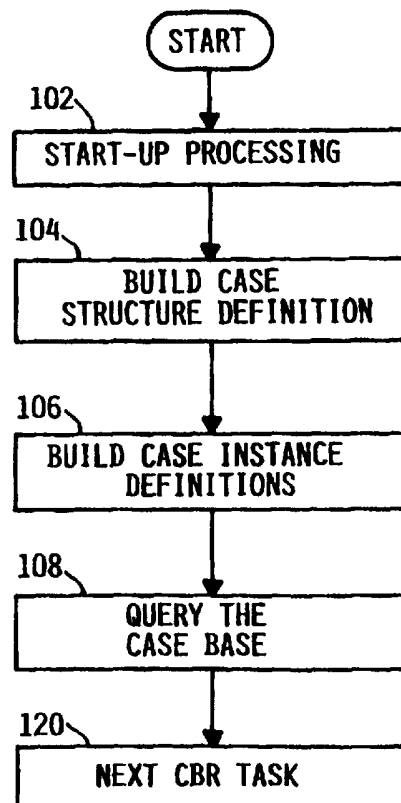 START
102
START-UP PROCESSING
104
BUILD CASE
STRUCTURE DEFINITION
106
BUILD CASE INSTANCE
DEFINITIONS
108
QUERY THE
CASE BASE
120
NEXT CBR TASK